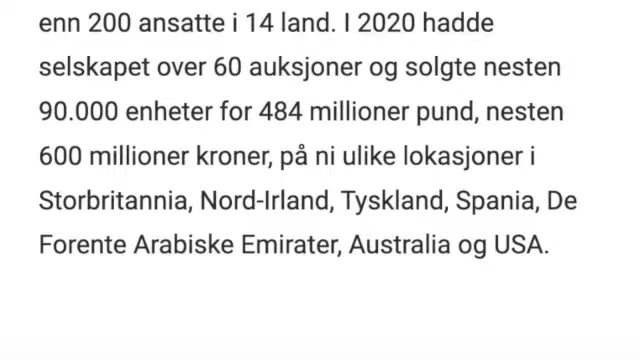 enn 200 ansatte i 14 land. I 2020 hadde
selskapet over 60 auksjoner og solgte nesten
90.000 enheter for 484 millioner pund, nesten
600 millioner kroner, på ni ulike lokasjoner i
Storbritannia, Nord-Irland, Tyskland, Spania, De
Forente Arabiske Emirater, Australia og USA.